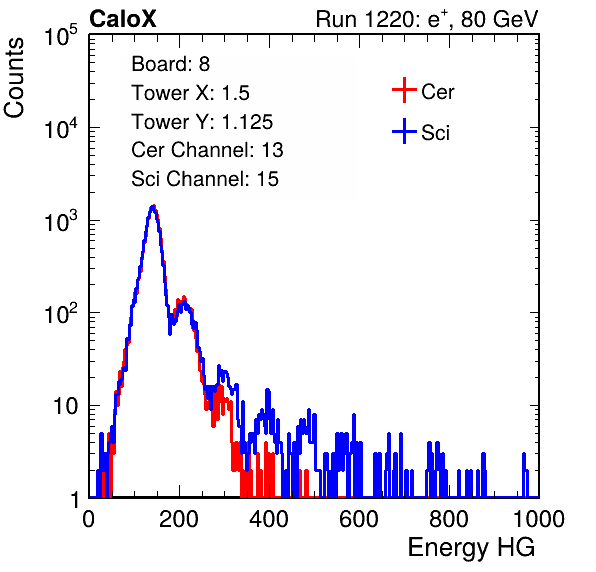 CaloX Run 1220: e⁺, 80 GeV
Counts
10⁵
10⁴
10³
10²
10
1
Board: 8
Tower X: 1.5
Tower Y: 1.125
Cer Channel: 13
Sci Channel: 15
Cer
Sci
0 200 400 600 800 1000
Energy HG